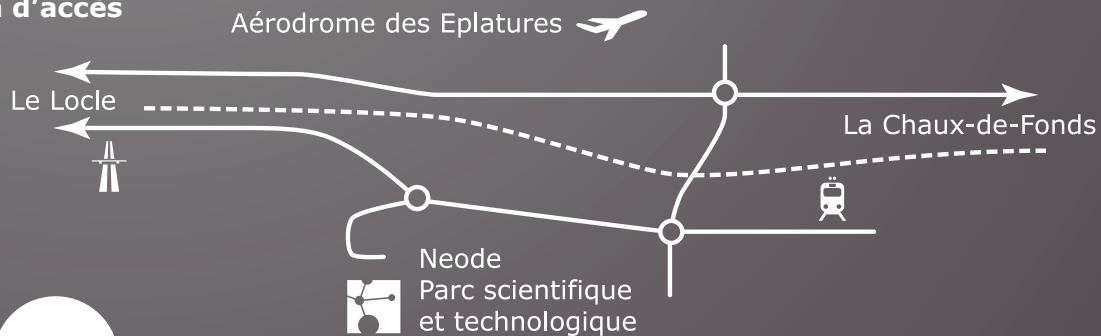 d’accès
Aérodrome des Eplatures
Le Locle
La Chaux-de-Fonds
Neode
Parc scientifique
et technologique